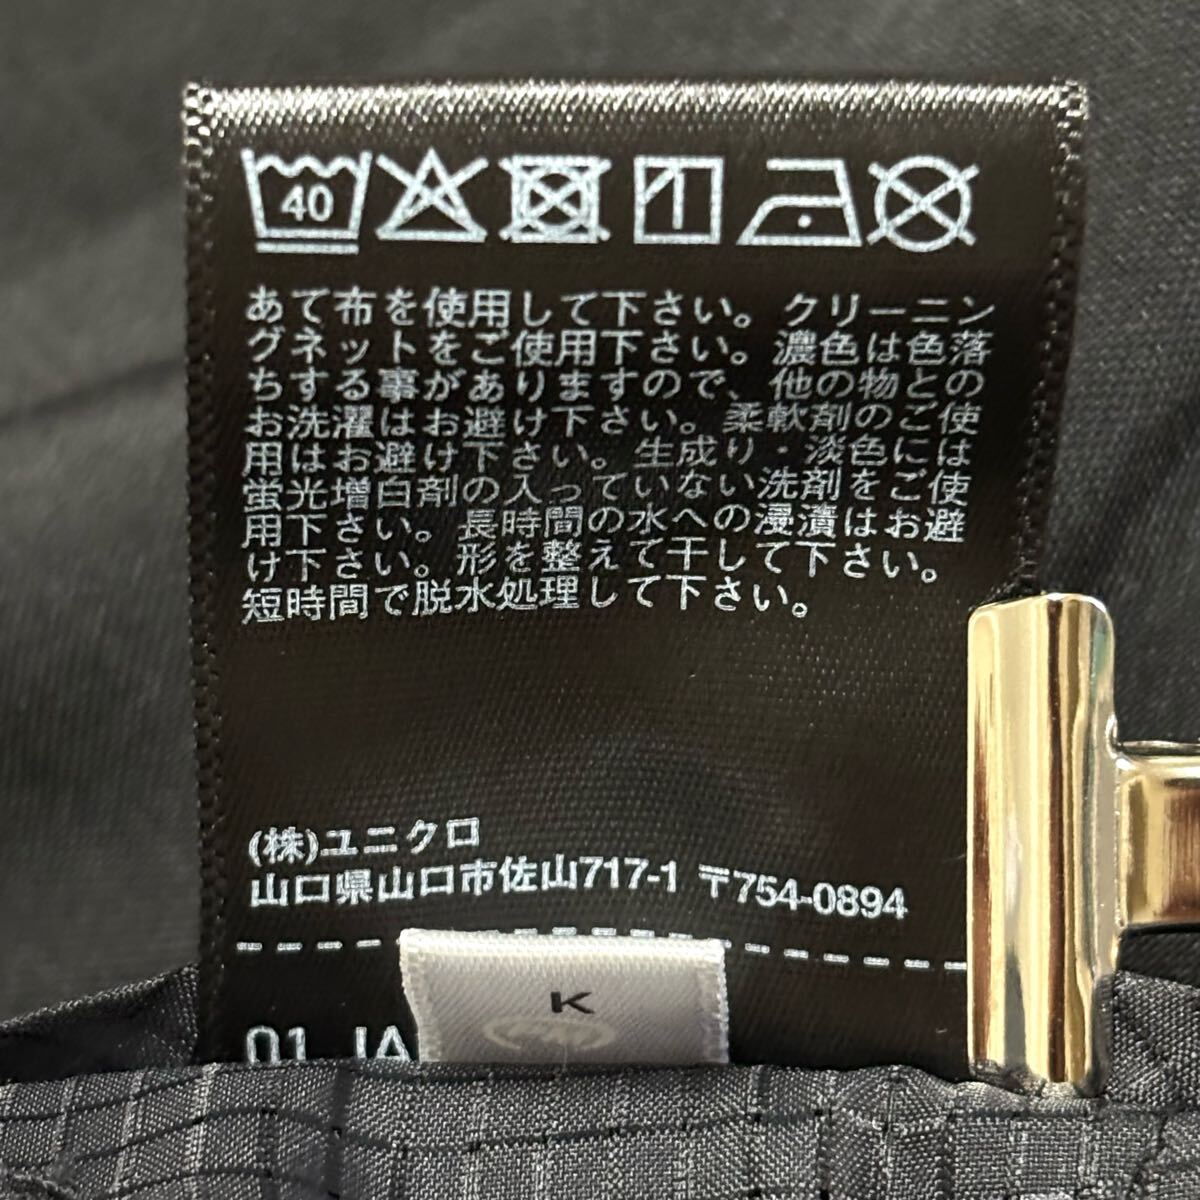 40
あて布を使用して下さい。クリーニン
グネットをご使用下さい。濃色は色落
ちする事がありますので、他の物との
お洗濯はお避け下さい。柔軟剤のご使
用はお避け下さい。生成り・淡色には
蛍光増白剤の入っていない洗剤をご使
用下さい。長時間の水への浸漬はお避
け下さい。形を整えて干して下さい。
短時間で脱水処理して下さい。
(株)ユニクロ
山口県山口市佐山717-1 〒754-0894
K
01 JA